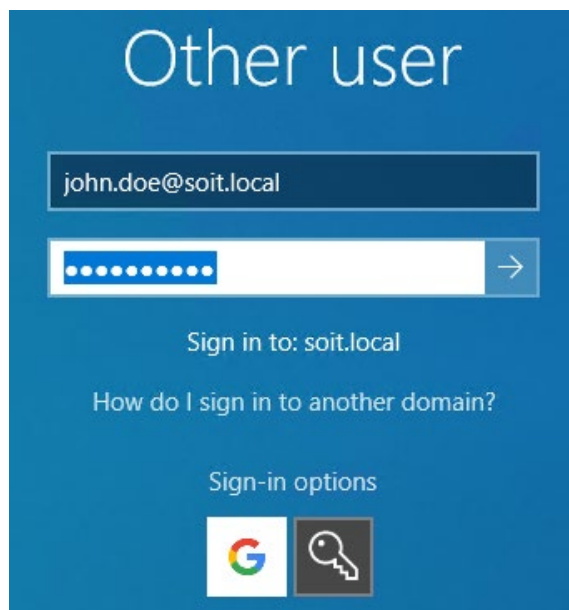 Other user
john.doe@soit.local
••••••••••
Sign in to: soit.local
How do I sign in to another domain?
Sign-in options
G